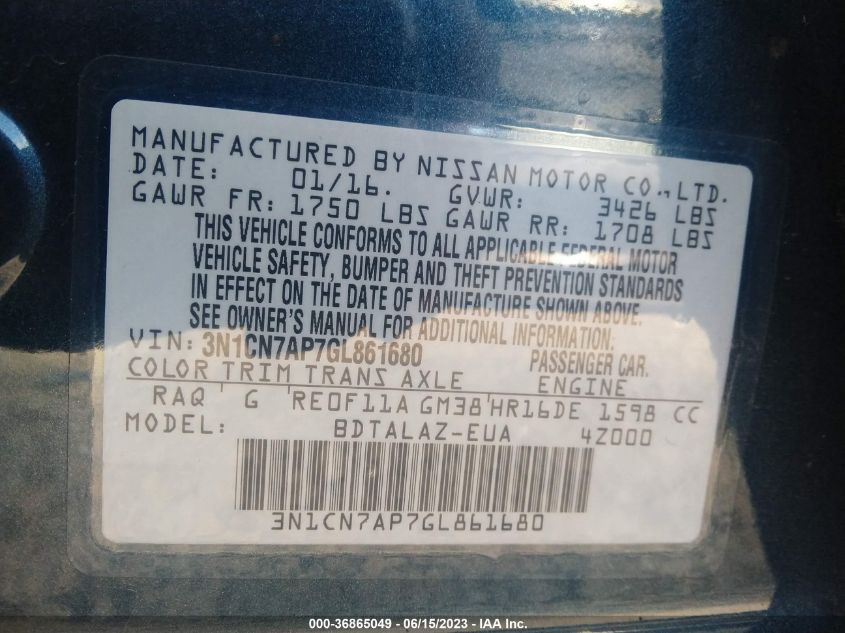 MANUFACTURED BY NISSAN MOTOR CO., LTD.
DATE: 01/16. GVWR: 3426 LBS
GAWR FR: 1750 LBS GAWR RR: 1708 LBS
THIS VEHICLE CONFORMS TO ALL APPLICABLE FEDERAL MOTOR
VEHICLE SAFETY, BUMPER AND THEFT PREVENTION STANDARDS
IN EFFECT ON THE DATE OF MANUFACTURE SHOWN ABOVE.
SEE OWNER'S MANUAL FOR ADDITIONAL INFORMATION.
VIN: 3N1CN7AP7GL861680 PASSENGER CAR.
COLOR TRIM TRANS AXLE ENGINE
RAQ G RE0F11A GM38 HR16DE 1598 CC
MODEL: BDTALAZ-EUA 4Z000
3N1CN7AP7GL861680
000-36865049 - 06/15/2023 - IAA Inc.